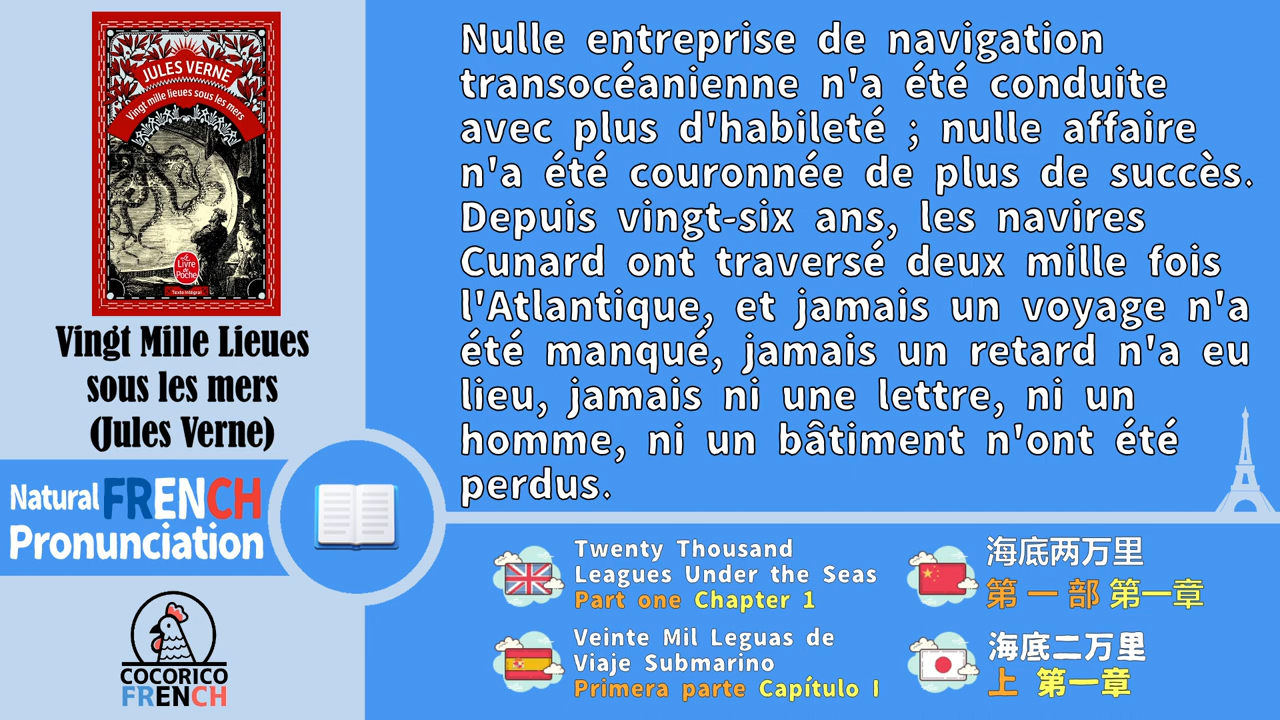 JULES VERNE
Vingt mille lieues sous les mers
Le
Livre
de
Poche
Texte intégral
Vingt Mille Lieues
sous les mers
(Jules Verne)
Natural FRENCH
Pronunciation
COCORICO
FRENCH
Nulle entreprise de navigation
transocéanienne n'a été conduite
avec plus d'habileté ; nulle affaire
n'a été couronnée de plus de succès.
Depuis vingt-six ans, les navires
Cunard ont traversé deux mille fois
l'Atlantique, et jamais un voyage n'a
été manqué, jamais un retard n'a eu
lieu, jamais ni une lettre, ni un
homme, ni un bâtiment n'ont été
perdus.
Twenty Thousand
Leagues Under the Seas
Part one Chapter 1
海底两万里
第一部 第一章
Veinte Mil Leguas de
Viaje Submarino
Primera parte Capítulo I
海底二万里
上 第一章